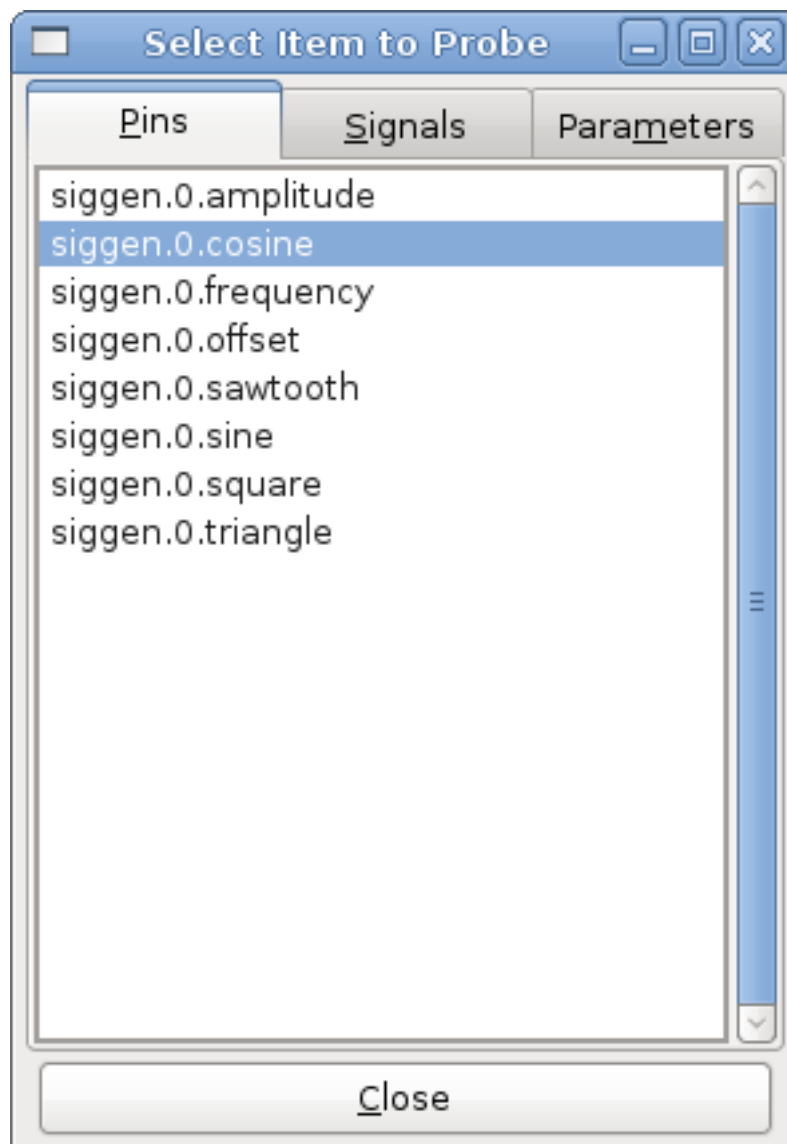 Select Item to Probe
Pins Signals Parameters
siggen.0.amplitude
siggen.0.cosine
siggen.0.frequency
siggen.0.offset
siggen.0.sawtooth
siggen.0.sine
siggen.0.square
siggen.0.triangle
Close